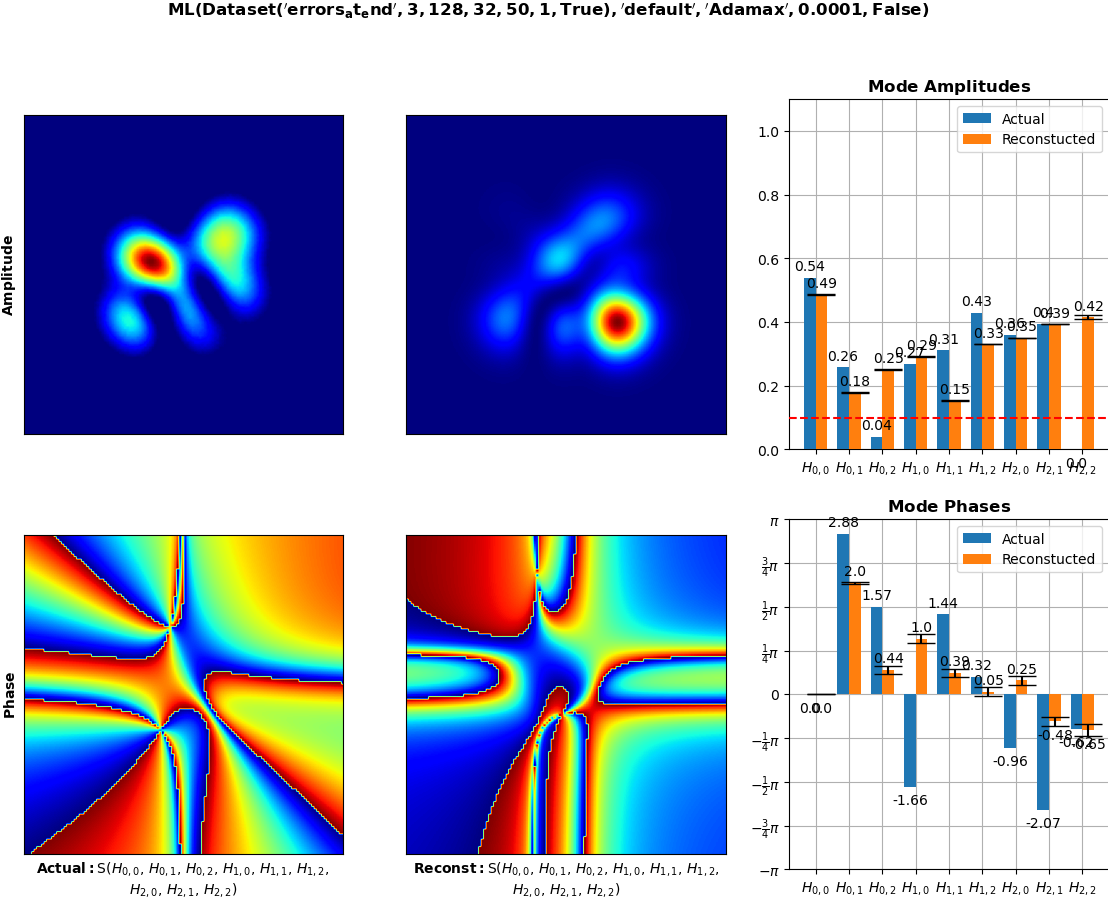 ML(Dataset('errors_at_end', 3, 128, 32, 50, 1, True), 'default', 'Adamax', 0.0001, False)
Amplitude
Mode Amplitudes
Actual
Reconstucted
1.0
0.8
0.6
0.4
0.2
0.0
0.54
0.49
0.26
0.18
0.04
0.25
0.27
0.29
0.31
0.15
0.43
0.33
0.36
0.35
0.4
0.39
0.0
0.42
H0,0 H0,1 H0,2 H1,0 H1,1 H1,2 H2,0 H2,1 H2,2
Phase
Mode Phases
Actual
Reconstucted
π
3/4π
1/2π
1/4π
0
−1/4π
−1/2π
−3/4π
−π
0.0
0.0
2.88
2.0
1.57
0.44
-1.66
1.0
1.44
0.39
0.32
0.05
-0.96
0.25
-2.07
-0.48
-0.62
-0.65
H0,0 H0,1 H0,2 H1,0 H1,1 H1,2 H2,0 H2,1 H2,2
Actual: S(H0,0, H0,1, H0,2, H1,0, H1,1, H1,2,
H2,0, H2,1, H2,2)
Reconst: S(H0,0, H0,1, H0,2, H1,0, H1,1, H1,2,
H2,0, H2,1, H2,2)